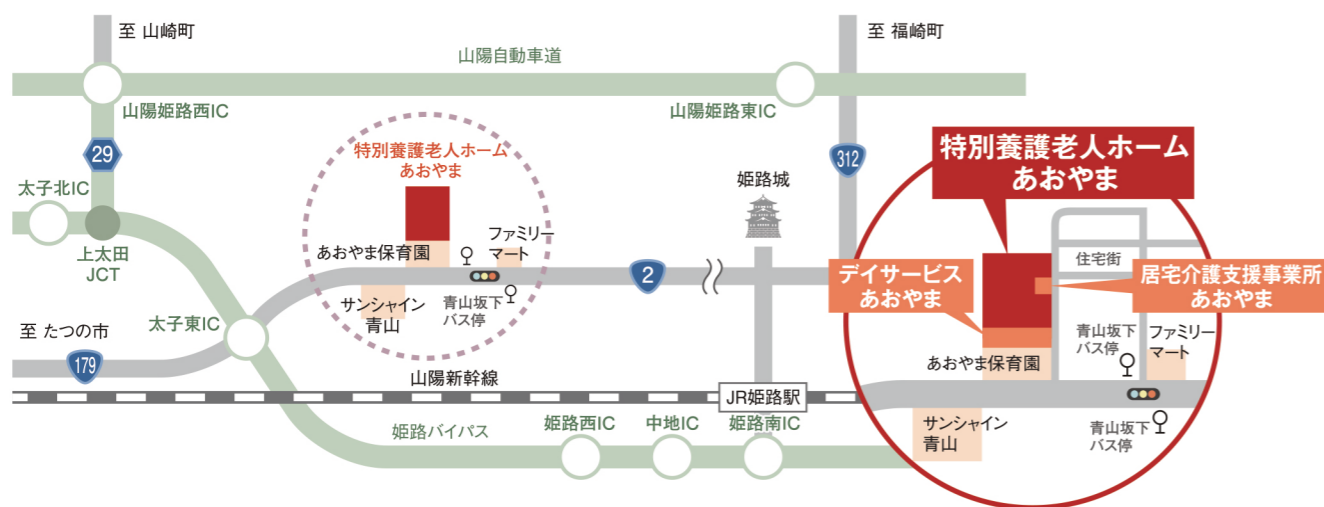 至 山崎町
至 福崎町
山陽自動車道
山陽姫路西IC
山陽姫路東IC
29
312
太子北IC
上太田
JCT
特別養護老人ホーム
あおやま
あおやま保育園
ファミリー
マート
サンシャイン
青山
青山坂下
バス停
2
姫路城
太子東IC
至 たつの市
179
山陽新幹線
JR姫路駅
姫路バイパス
姫路西IC
中地IC
姫路南IC
特別養護老人ホーム
あおやま
デイサービス
あおやま
住宅街
居宅介護支援事業所
あおやま
あおやま保育園
青山坂下
バス停
ファミリー
マート
サンシャイン
青山
青山坂下
バス停